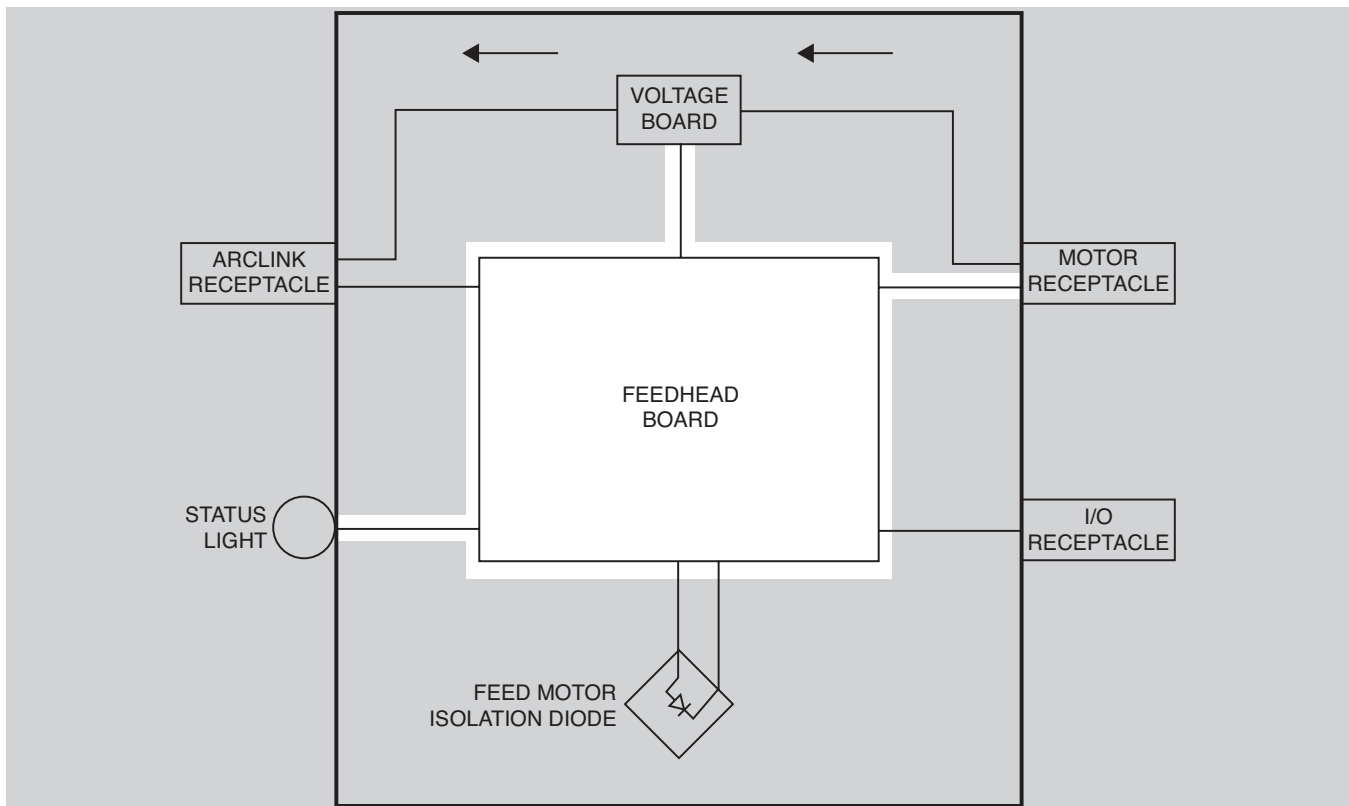 VOLTAGE
BOARD
ARCLINK
RECEPTACLE
MOTOR
RECEPTACLE
FEEDHEAD
BOARD
STATUS
LIGHT
I/O
RECEPTACLE
FEED MOTOR
ISOLATION DIODE